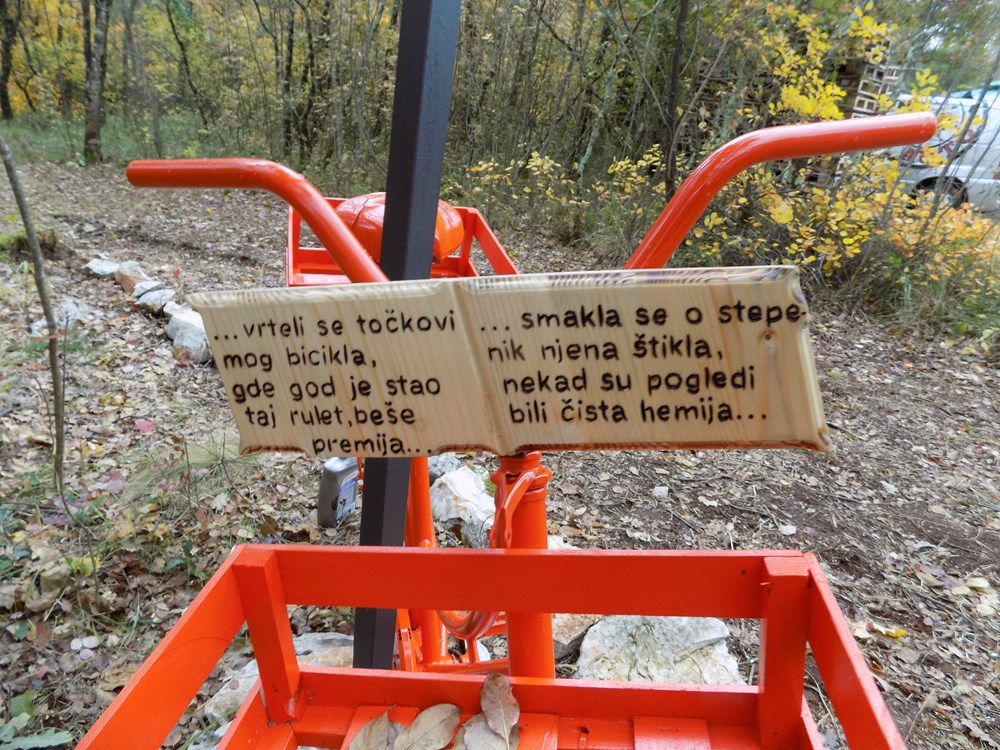 ...vrteli se točkovi
mog bicikla,
gde god je stao
taj rulet,beše
premija...
... smakla se o stepe-
nik njena štikla,
nekad su pogledi
bili čista hemija...